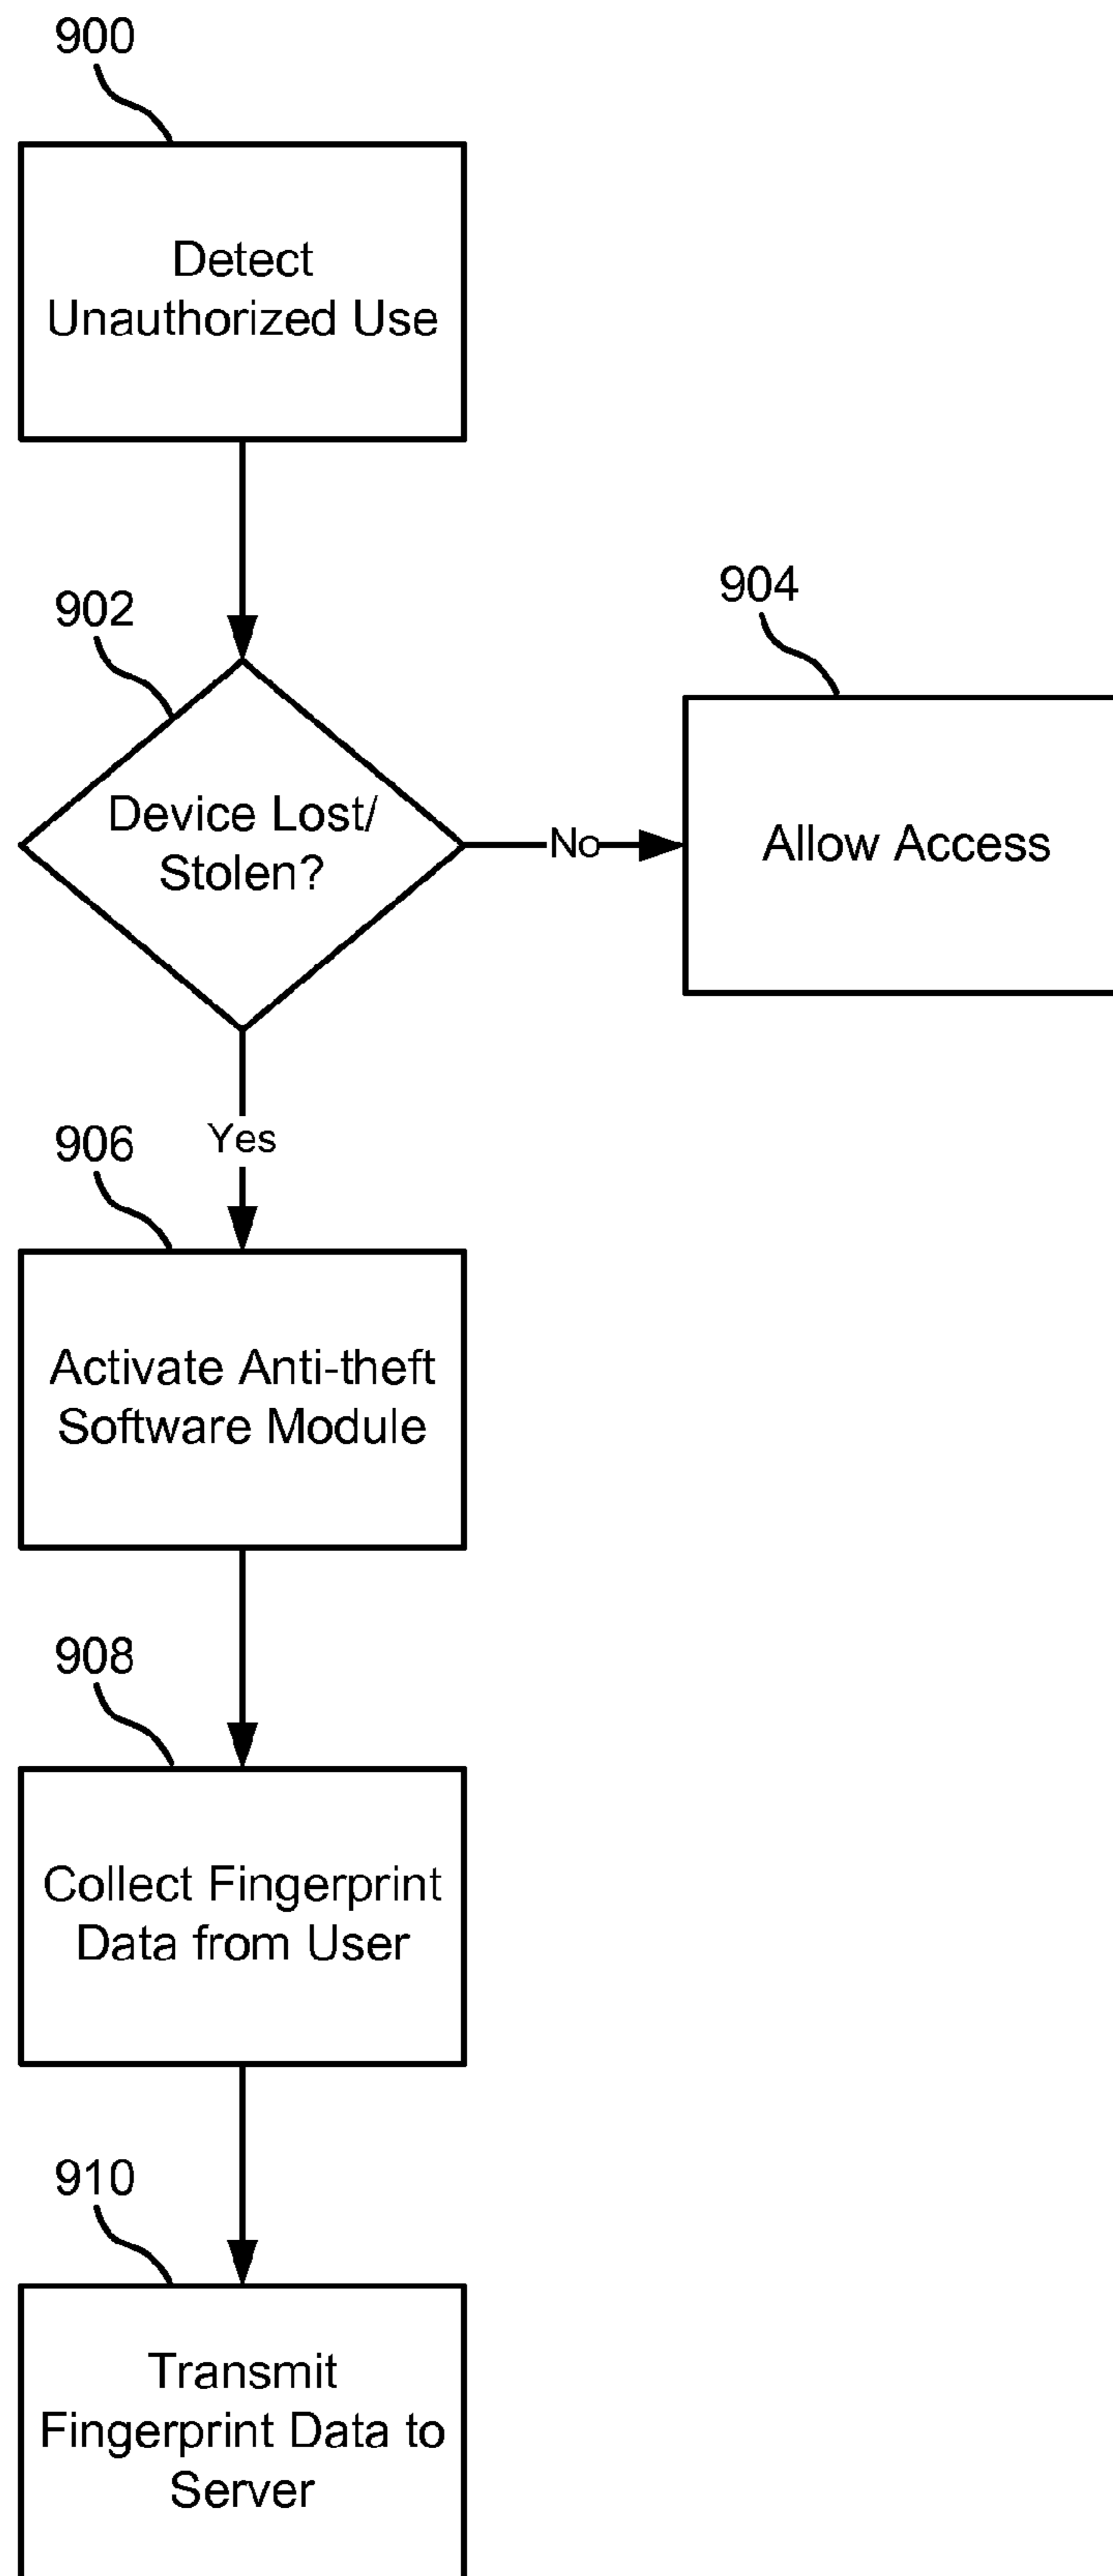 900
Detect
Unauthorized Use
902
904
Device Lost/
Stolen?
No
Allow Access
906
Yes
Activate Anti-theft
Software Module
908
Collect Fingerprint
Data from User
910
Transmit
Fingerprint Data to
Server